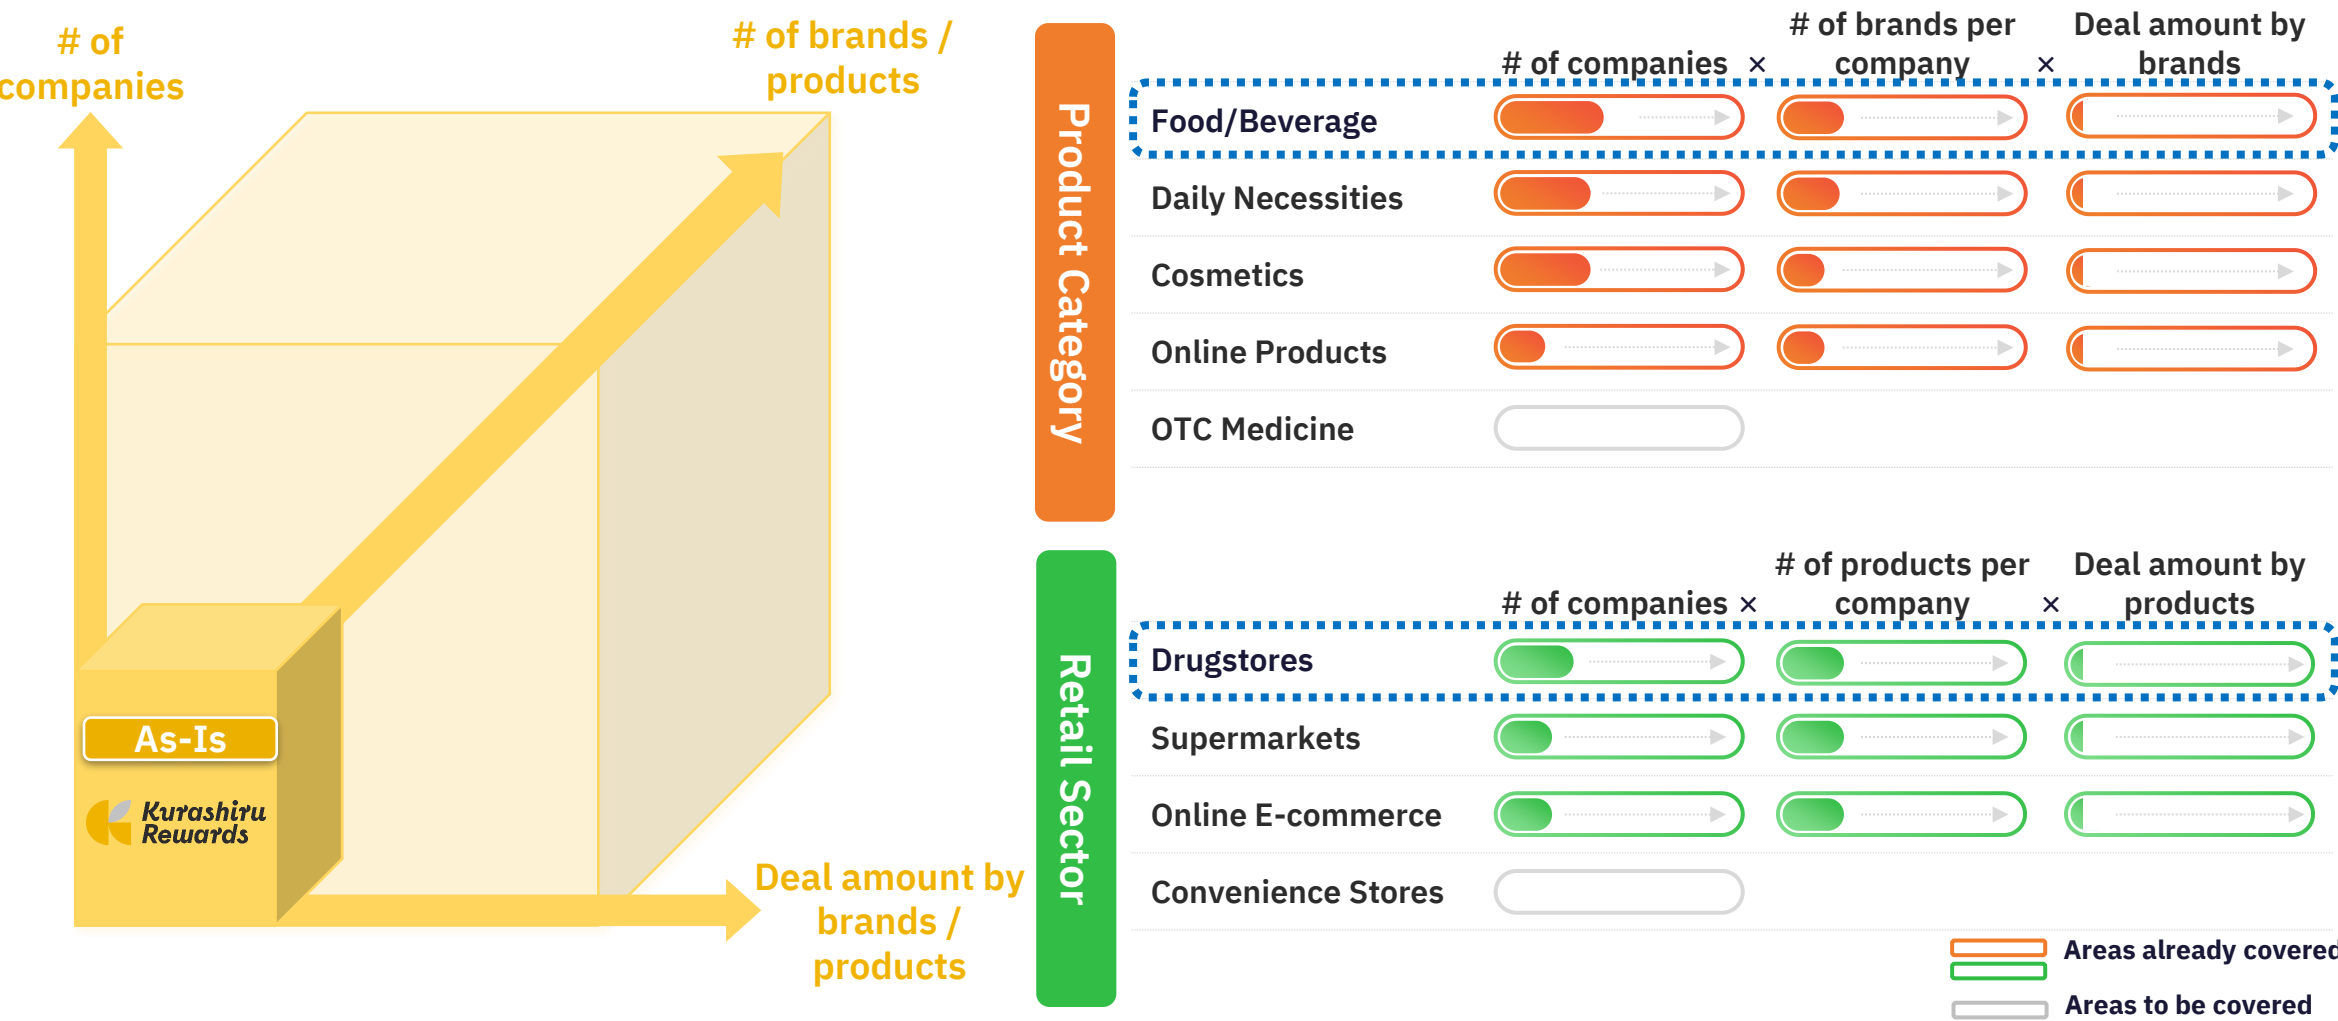 # of
companies
# of brands /
products
As-Is
Kurashiru
Rewards
Deal amount by
brands /
products
Product Category
# of companies × # of brands per company × Deal amount by brands
Food/Beverage
Daily Necessities
Cosmetics
Online Products
OTC Medicine
Retail Sector
# of companies × # of products per company × Deal amount by products
Drugstores
Supermarkets
Online E-commerce
Convenience Stores
Areas already covered
Areas to be covered